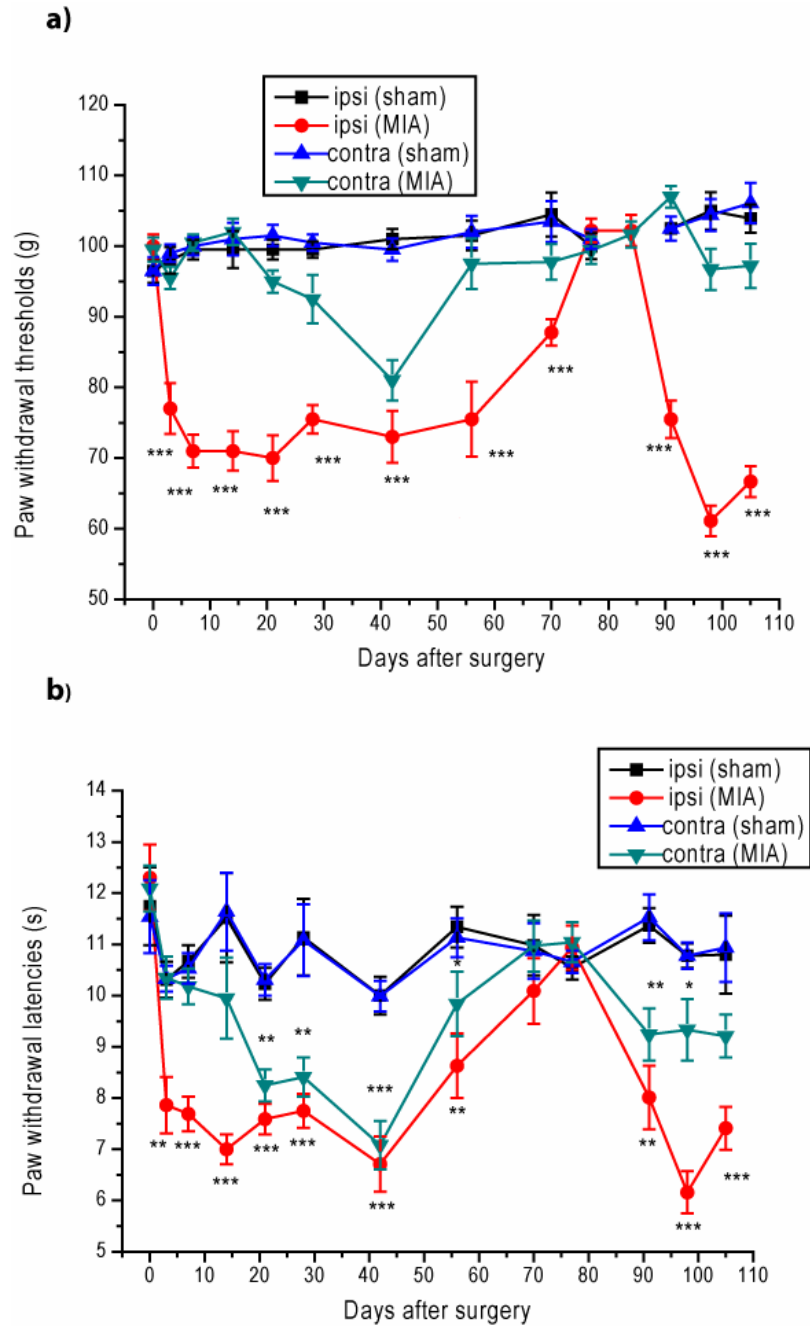 a)
ipsi (sham)
ipsi (MIA)
contra (sham)
contra (MIA)
120
110
100
90
80
70
60
50
Paw withdrawal thresholds (g)
***
***
***
***
***
***
***
***
***
***
***
0 10 20 30 40 50 60 70 80 90 100 110
Days after surgery
b)
ipsi (sham)
ipsi (MIA)
contra (sham)
contra (MIA)
14
13
12
11
10
9
8
7
6
5
Paw withdrawal latencies (s)
*
** *
** **
***
** *** *** *** *** *** ** ** *** ***
0 10 20 30 40 50 60 70 80 90 100 110
Days after surgery